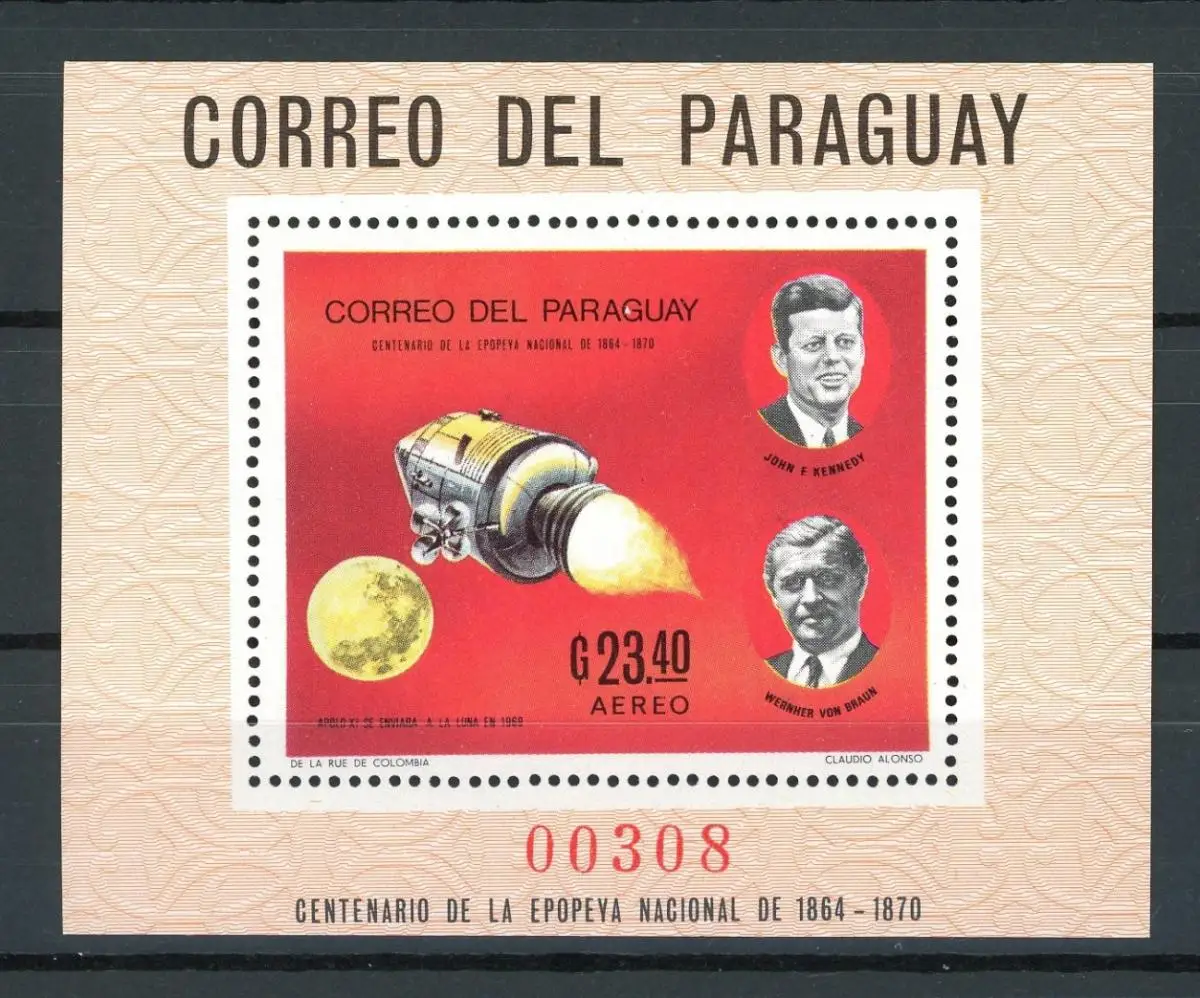 CORREO DEL PARAGUAY
CORREO DEL PARAGUAY
CENTENARIO DE LA EPOPEYA NACIONAL DE 1864-1870
JOHN F. KENNEDY
WERNHER VON BRAUN
₲23.40
AEREO
APOLO XI SE ENVIARA A LA LUNA EN 1969
DE LA RUE DE COLOMBIA
CLAUDIO ALONSO
00308
CENTENARIO DE LA EPOPEYA NACIONAL DE 1864-1870